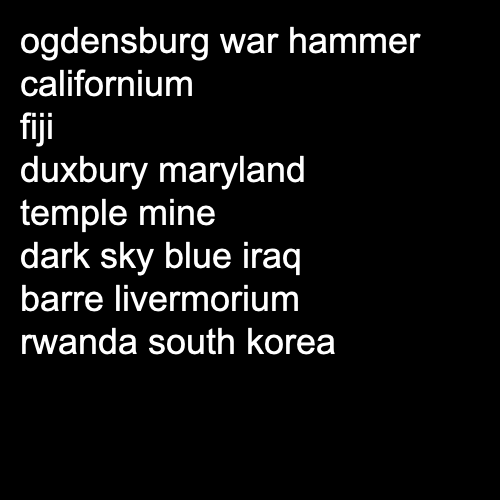 ogdensburg war hammer
californium
fiji
duxbury maryland
temple mine
dark sky blue iraq
barre livermorium
rwanda south korea